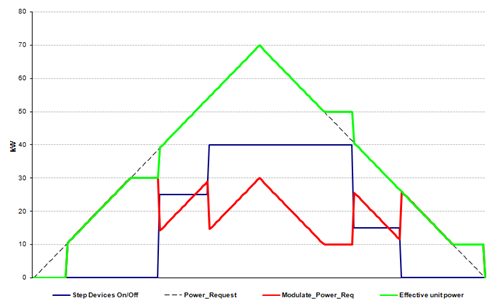 80
70
60
50
40
30
20
10
0
kW
Step Devices On/Off
Power_Request
Modulate_Power_Req
Effective unit power